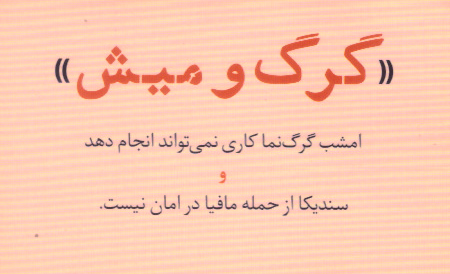 «گرگ و میش»
امشب گرگ‌نما کاری نمی‌تواند انجام دهد
و
سندیکا از حمله مافیا در امان نیست.